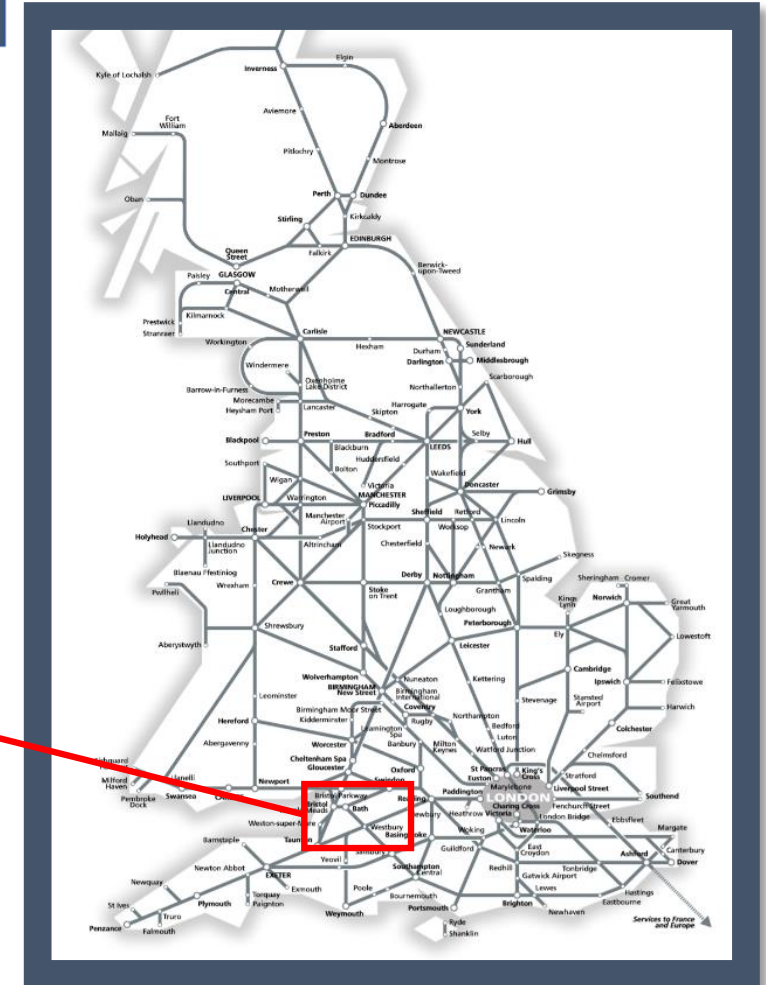 Elgin
Inverness
Kyle of Lochalsh
Aviemore
Fort
William
Mallaig
Aberdeen
Pitlochry
Montrose
Perth
Dundee
Oban
Stirling
Kirkcaldy
EDINBURGH
Queen
Street
Falkirk
Berwick-
upon-Tweed
Paisley
GLASGOW
Central
Motherwell
Prestwick
Kilmarnock
Stranraer
Carlisle
NEWCASTLE
Workington
Hexham
Sunderland
Durham
Darlington
Middlesbrough
Windermere
Scarborough
Oxenholme
Lake District
Northallerton
Barrow-in-Furness
Morecambe
Heysham Port
Lancaster
Harrogate
York
Skipton
Blackpool
Preston
Bradford
Selby
Hull
Blackburn
LEEDS
Huddersfield
Southport
Bolton
Wakefield
Wigan
Victoria
Doncaster
LIVERPOOL
Warrington
MANCHESTER
Piccadilly
Grimsby
Manchester
Airport
Sheffield
Retford
Llandudno
Stockport
Worksop
Lincoln
Holyhead
Chester
Llandudno
Junction
Altrincham
Chesterfield
Newark
Skegness
Blaenau Ffestiniog
Wrexham
Crewe
Derby
Nottingham
Pwllheli
Stoke
on Trent
Grantham
Spalding
Sheringham
Cromer
Kings
Lynn
Norwich
Great
Yarmouth
Loughborough
Peterborough
Shrewsbury
Ely
Lowestoft
Aberystwyth
Stafford
Leicester
Wolverhampton
Cambridge
BIRMINGHAM
New Street
Nuneaton
Kettering
Ipswich
Felixstowe
Birmingham
International
Leominster
Birmingham Moor Street
Coventry
Stevenage
Stansted
Airport
Harwich
Kidderminster
Rugby
Northampton
Hereford
Leamington
Spa
Bedford
Colchester
Abergavenny
Worcester
Banbury
Milton
Keynes
Luton
Watford Junction
Cheltenham Spa
Chelmsford
Gloucester
Oxford
St Pancras
King's
Cross
Euston
Stratford
Milford
Haven
Newport
Swindon
Marylebone
Liverpool Street
Pembroke
Dock
Swansea
Bristol Parkway
Reading
Paddington
LONDON
Southend
Bristol
Bath
Charing Cross
Fenchurch Street
Weston-super-Mare
Heathrow
Victoria
London Bridge
Ebbsfleet
Westbury
Basingstoke
Woking
Waterloo
Margate
Barnstaple
Taunton
Guildford
East
Croydon
Canterbury
Yeovil
Ashford
Dover
Newton Abbot
Southampton
Central
Redhill
Tonbridge
Gatwick Airport
Newquay
EXETER
Exmouth
Poole
Lewes
Hastings
Torquay
Paignton
Bournemouth
Eastbourne
St Ives
Plymouth
Weymouth
Portsmouth
Brighton
Newhaven
Truro
Penzance
Falmouth
Ryde
Shanklin
Services to France
and Europe